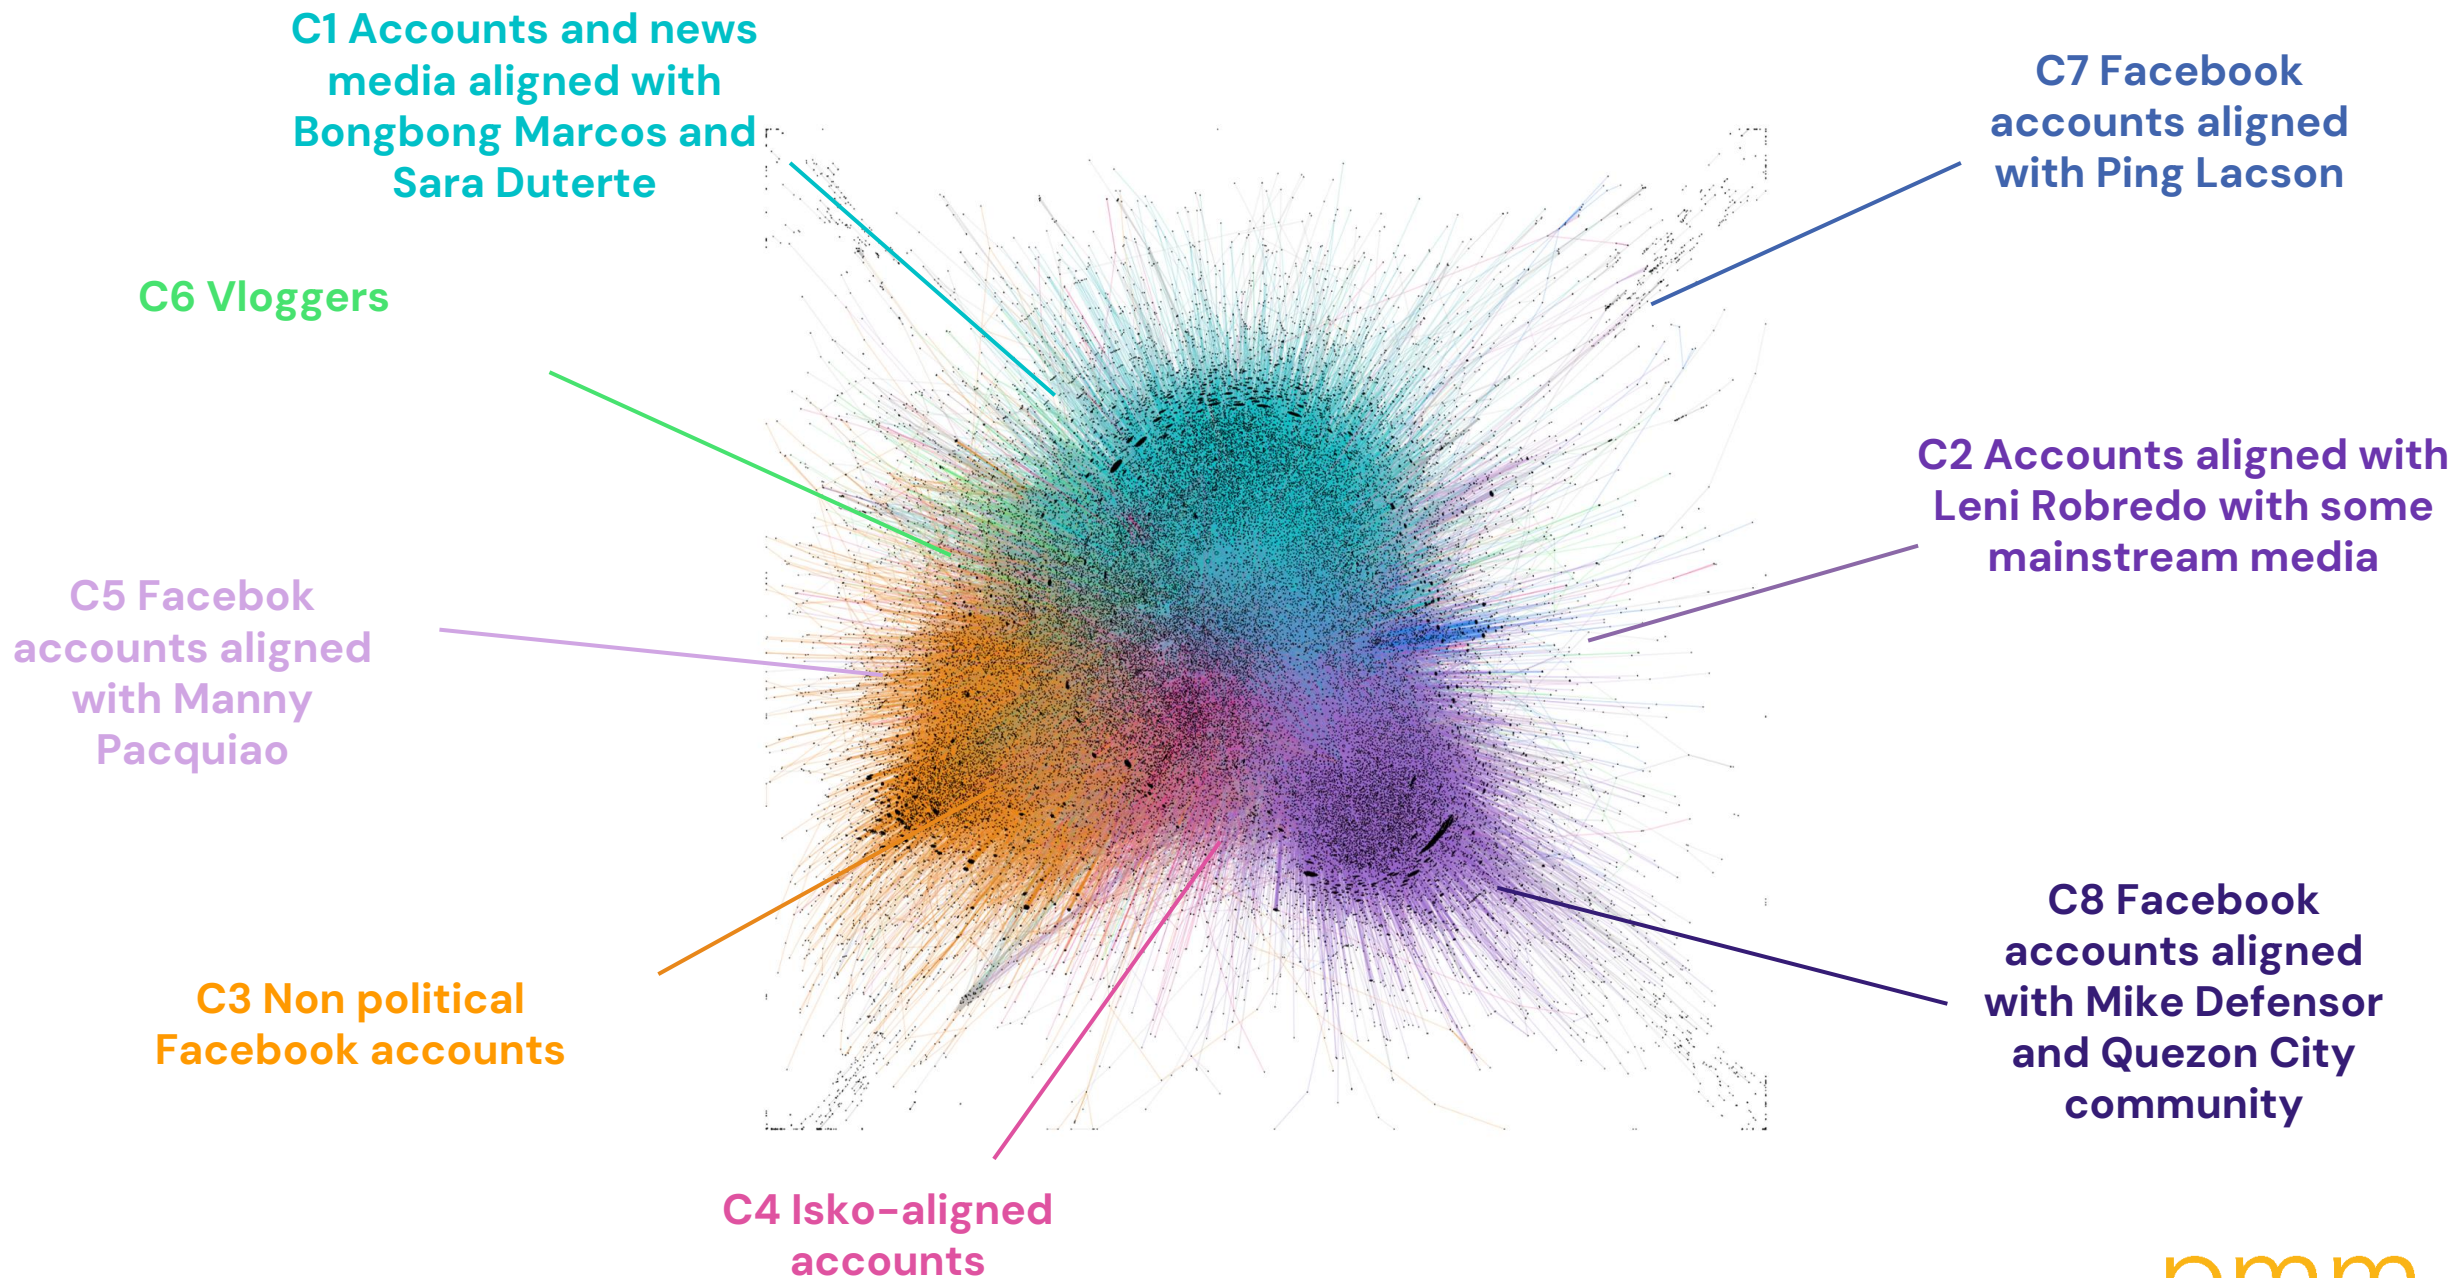 C1 Accounts and news
media aligned with
Bongbong Marcos and
Sara Duterte
C7 Facebook
accounts aligned
with Ping Lacson
C6 Vloggers
C2 Accounts aligned with
Leni Robredo with some
mainstream media
C5 Facebok
accounts aligned
with Manny
Pacquiao
C8 Facebook
accounts aligned
with Mike Defensor
and Quezon City
community
C3 Non political
Facebook accounts
C4 Isko-aligned
accounts
pmm